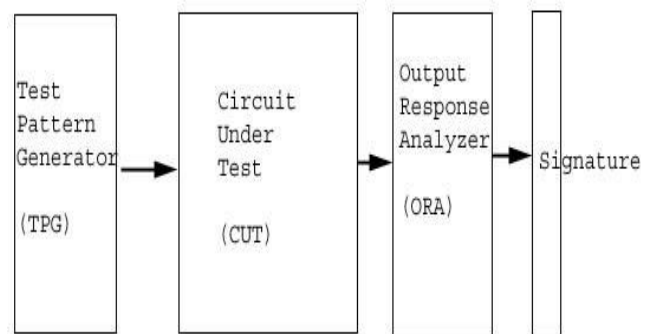 Test
Pattern
Generator
(TPG)
Circuit
Under
Test
(CUT)
Output
Response
Analyzer
(ORA)
Signature